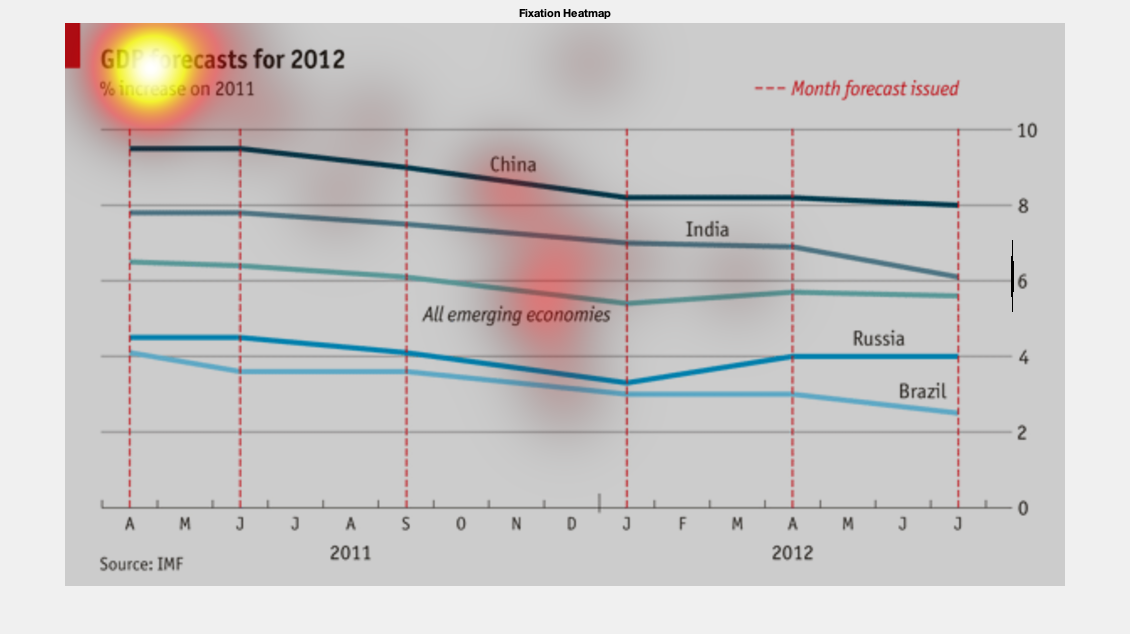 Fixation Heatmap
GDP forecasts for 2012
% increase on 2011
Month forecast issued
10
China
8
India
6
All emerging economies
Russia
4
Brazil
2
0
A M J J A S O N D J F M A M J J
2011 2012
Source: IMF